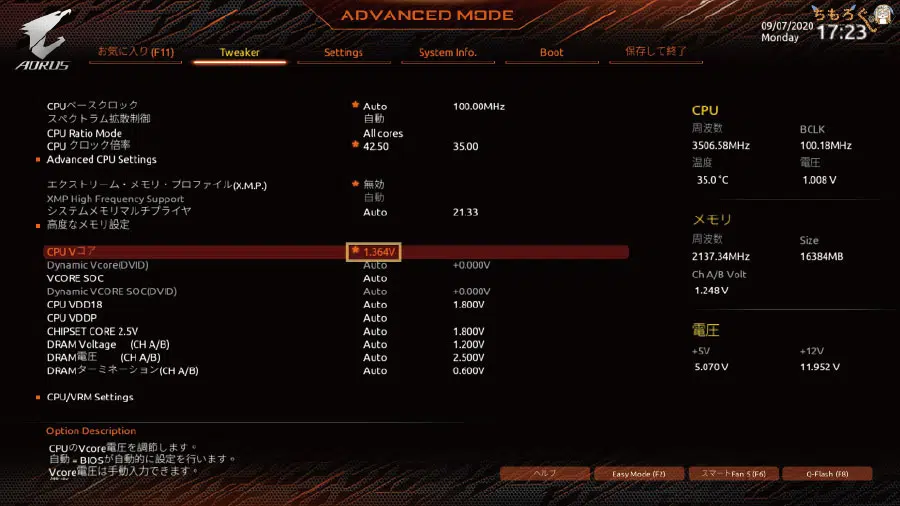 ADVANCED MODE
ちもろぐ
09/07/2020 17:23
Monday
AORUS
お気に入り(F11) Tweaker Settings System Info. Boot 保存して終了
CPUベースクロック Auto 100.00MHz
スペクトラム拡散制御 自動
CPU Ratio Mode All cores
CPU クロック倍率 42.50 35.00
Advanced CPU Settings
エクストリーム・メモリ・プロファイル(X.M.P.) 無効
XMP High Frequency Support 自動
システムメモリマルチプライヤ Auto 21.33
高度なメモリ設定
CPU Vコア 1.364V
Dynamic Vcore(DVID) Auto +0.000V
VCORE SOC Auto
Dynamic VCORE SOC(DVID) Auto +0.000V
CPU VDD18 Auto 1.800V
CPU VDDP Auto
CHIPSET CORE 2.5V Auto 1.800V
DRAM Voltage (CH A/B) Auto 1.200V
DRAM電圧 (CH A/B) Auto 2.500V
DRAMターミネーション(CH A/B) Auto 0.600V
CPU/VRM Settings
CPU
周波数 BCLK
3506.58MHz 100.18MHz
温度 電圧
35.0 °C 1.008 V
メモリ
周波数 Size
2137.34MHz 16384MB
Ch A/B Volt
1.248 V
電圧
+5V +12V
5.070 V 11.952 V
Option Description
CPUのVcore電圧を調節します。
自動 = BIOSが自動的に設定を行います。
Vcore電圧は手動入力できます。
ヘルプ Easy Mode (F2) スマートFan 5 (F6) Q-Flash (F8)